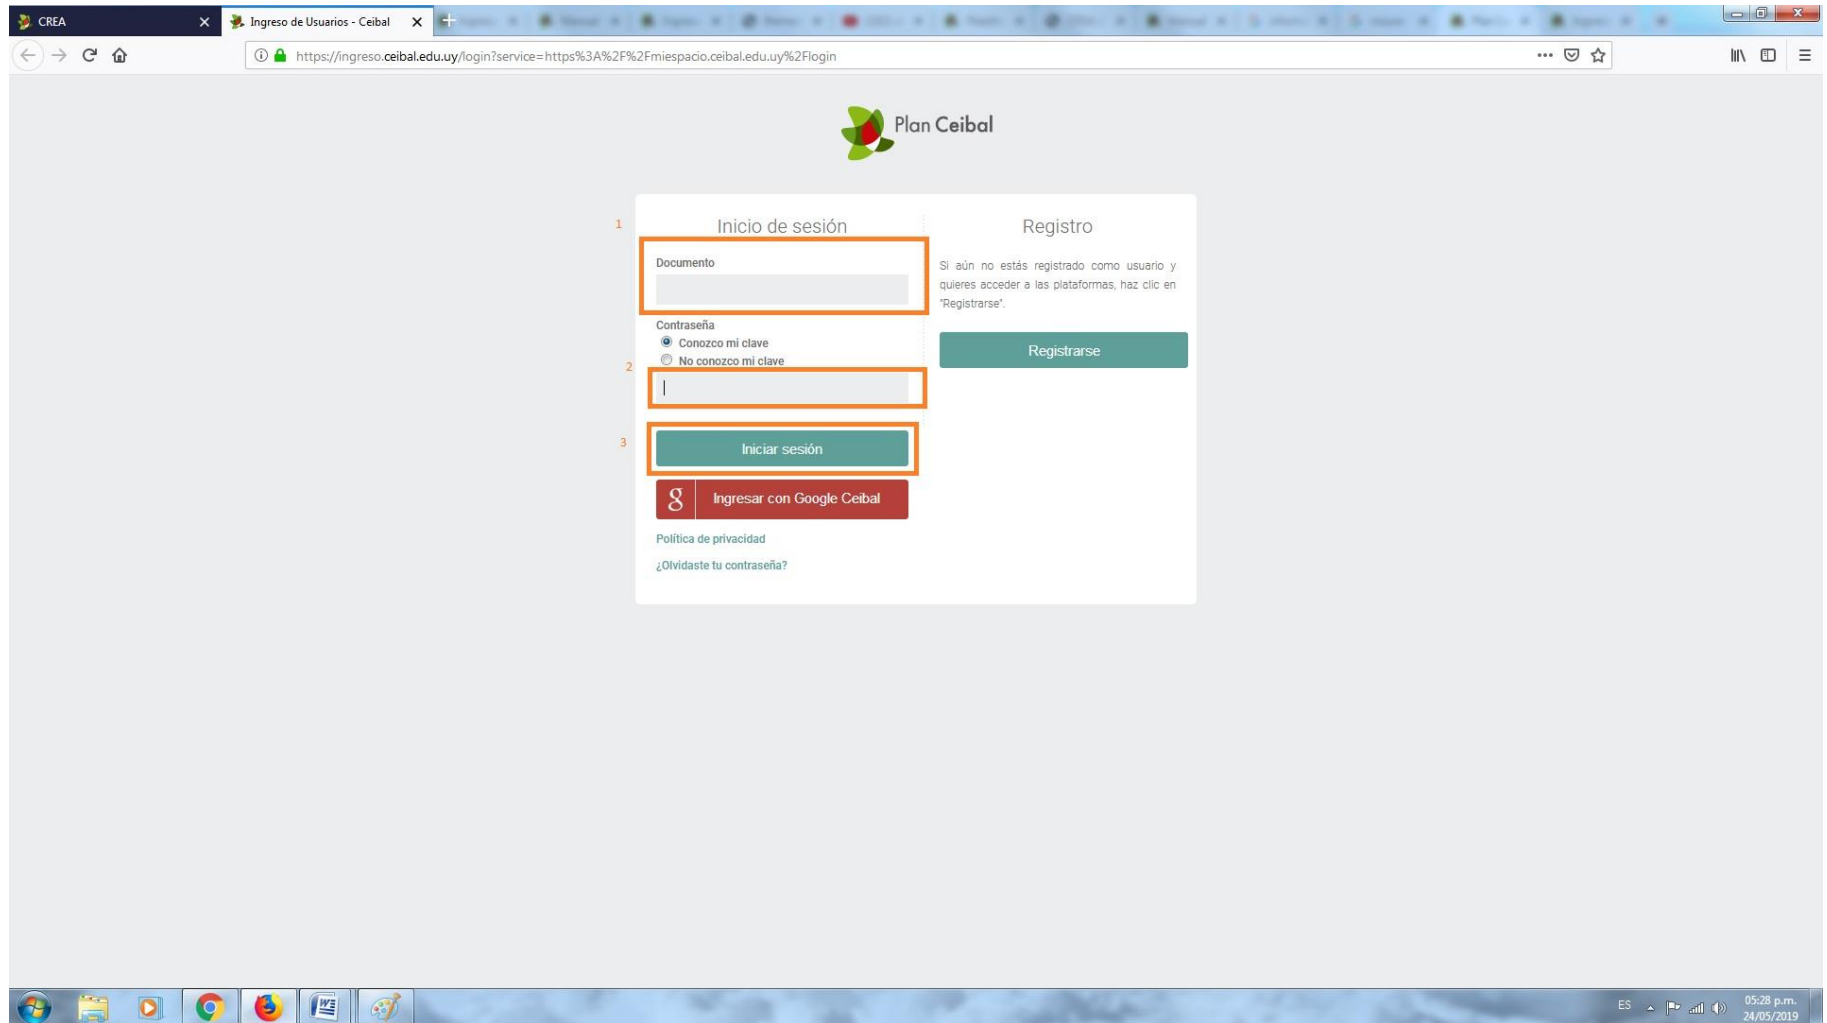 CREA
Ingreso de Usuarios - Ceibal
https://ingreso.ceibal.edu.uy/login?service=https%3A%2F%2Fmiespacio.ceibal.edu.uy%2Flogin
Plan Ceibal
1
Inicio de sesión
Documento
Contraseña
Conozco mi clave
No conozco mi clave
2
3
Iniciar sesión
g
Ingresar con Google Ceibal
Política de privacidad
¿Olvidaste tu contraseña?
Registro
Si aún no estás registrado como usuario y
quieres acceder a las plataformas, haz clic en
"Registrarse".
Registrarse
ES
05:28 p.m.
24/05/2019